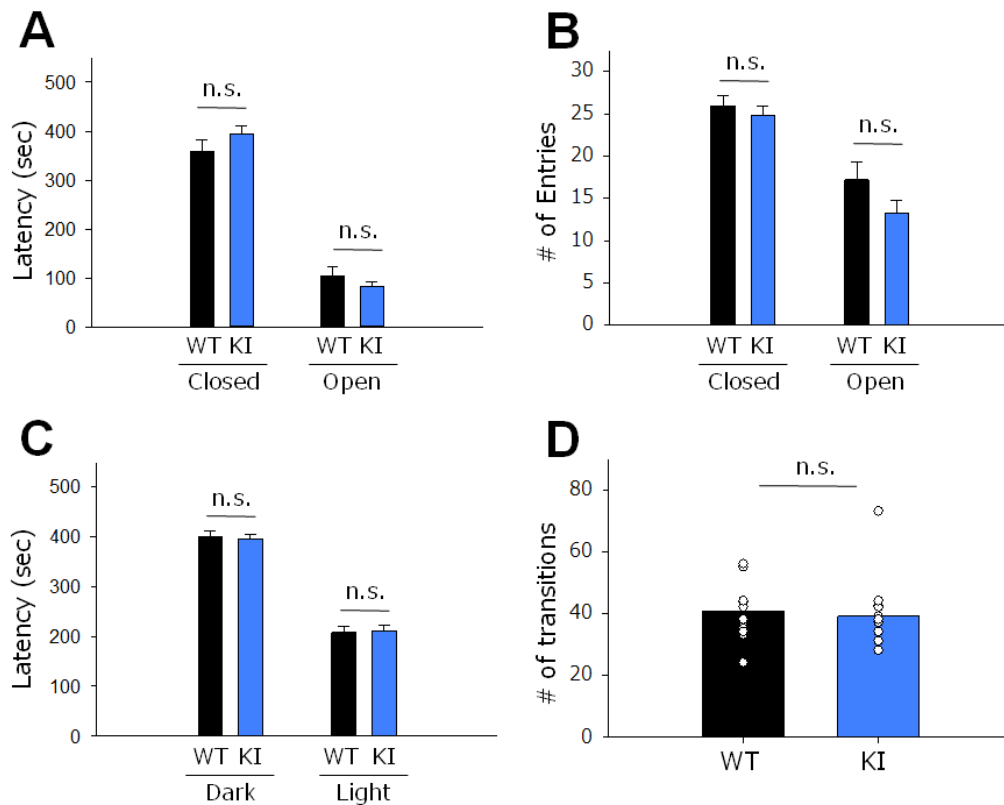 A
Latency (sec)
500
400
300
200
100
0
n.s.
n.s.
WT KI
WT KI
Closed
Open
B
# of Entries
30
25
20
15
10
5
0
n.s.
n.s.
WT KI
WT KI
Closed
Open
C
Latency (sec)
500
400
300
200
100
0
n.s.
n.s.
WT KI
WT KI
Dark
Light
D
# of transitions
80
60
40
20
0
n.s.
WT
KI